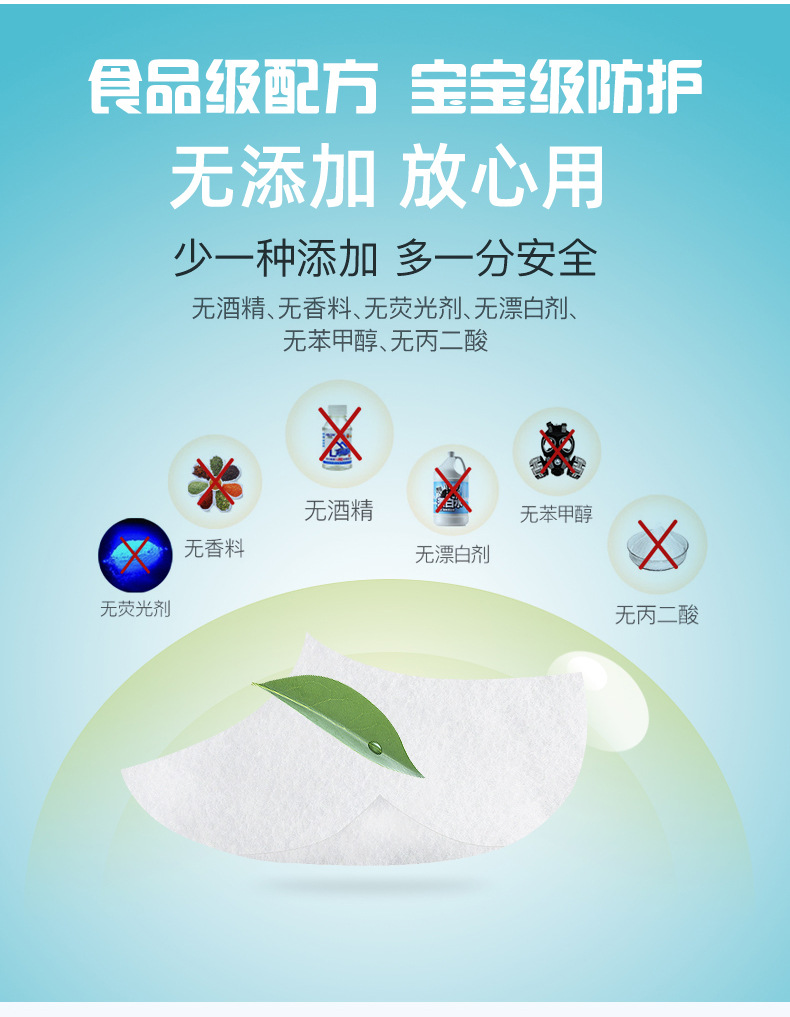 食品级配方 宝宝级防护
无添加 放心用
少一种添加 多一分安全
无酒精、无香料、无荧光剂、无漂白剂、
无苯甲醇、无丙二酸
无酒精
无苯甲醇
无香料
无漂白剂
无荧光剂
无丙二酸